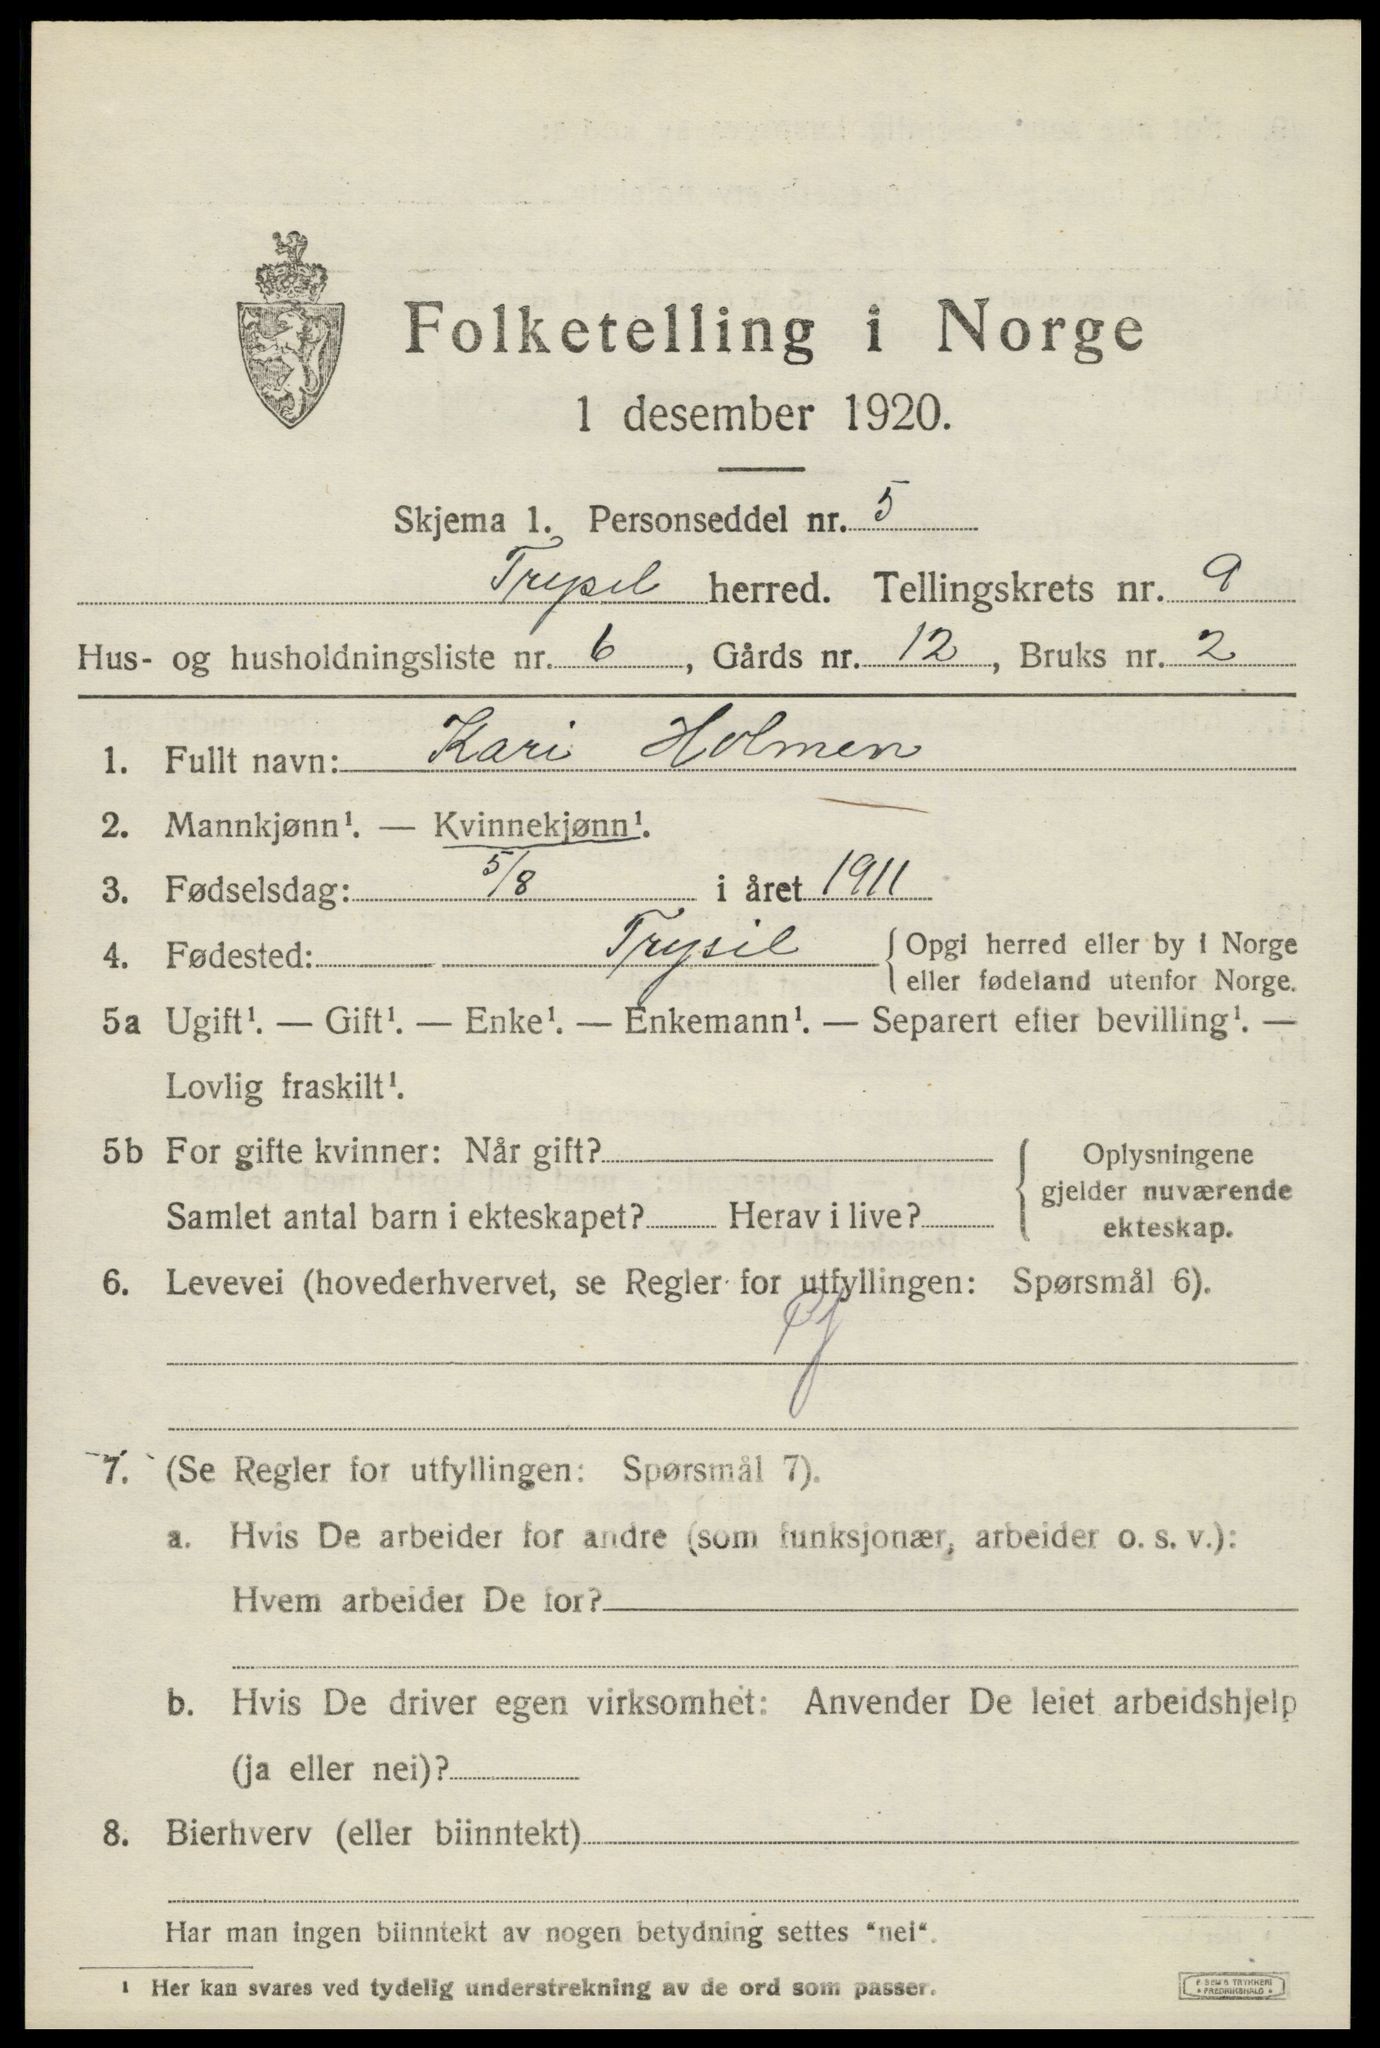 Folketelling i Norge
1 desember 1920.
Skjema 1. Personseddel nr. 5
Trysil herred. Tellingskrets nr. 9
Hus- og husholdningsliste nr. 6, Gårds nr. 12, Bruks nr. 2
1. Fullt navn: Kari Holmen
2. Mannkjønn¹. — Kvinnekjønn¹.
3. Fødselsdag: 5/8 i året 1911
4. Fødested: Trysil { Opgi herred eller by i Norge
eller fødeland utenfor Norge.
5a Ugift¹. — Gift¹. — Enke¹. — Enkemann¹. — Separert efter bevilling¹. —
Lovlig fraskilt¹.
5b For gifte kvinner: Når gift?
Samlet antal barn i ekteskapet? Herav i live?
{ Oplysningene
gjelder nuværende
ekteskap.
6. Levevei (hovederhvervet, se Regler for utfyllingen: Spørsmål 6).
7. (Se Regler for utfyllingen: Spørsmål 7).
a. Hvis De arbeider for andre (som funksjonær, arbeider o. s. v.):
Hvem arbeider De for?
b. Hvis De driver egen virksomhet: Anvender De leiet arbeidshjelp
(ja eller nei)?
8. Bierhverv (eller biinntekt)
Har man ingen biinntekt av nogen betydning settes "nei".
¹ Her kan svares ved tydelig understrekning av de ord som passer.
FREDRIKSHALD